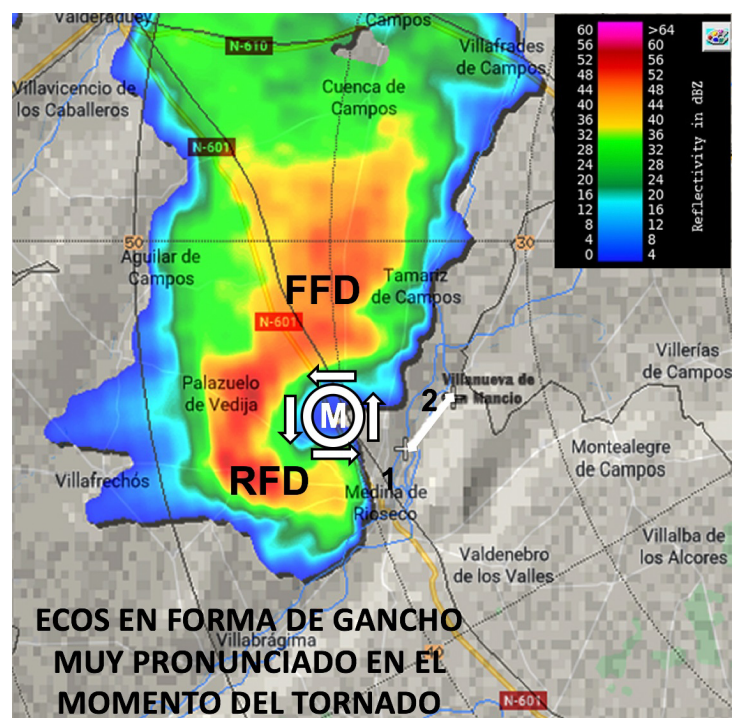 Valderaduey
Campos
N-610
Villafrades
de Campos
Villavicencio de
los Caballeros
Cuenca de
Campos
N-601
60 >64
56 60
52 56
48 52
44 48
40 44
36 40
32 36
28 32
24 28
20 24
16 20
12 16
8 12
4 8
0 4
Reflectivity in dBZ
50
30
Aguilar de
Campos
FFD
Tamariz
de Campos
N-601
Villerías
de Campos
Palazuelo
de Vedija
M
Villanueva de
Mancio
2
Montealegre
de Campos
Villafrechós
RFD
1
Medina de
Rioseco
Villalba de
los Alcores
Valdenebro
de los Valles
ECOS EN FORMA DE GANCHO
Villabrágima
MUY PRONUNCIADO EN EL
40
MOMENTO DEL TORNADO
N-601